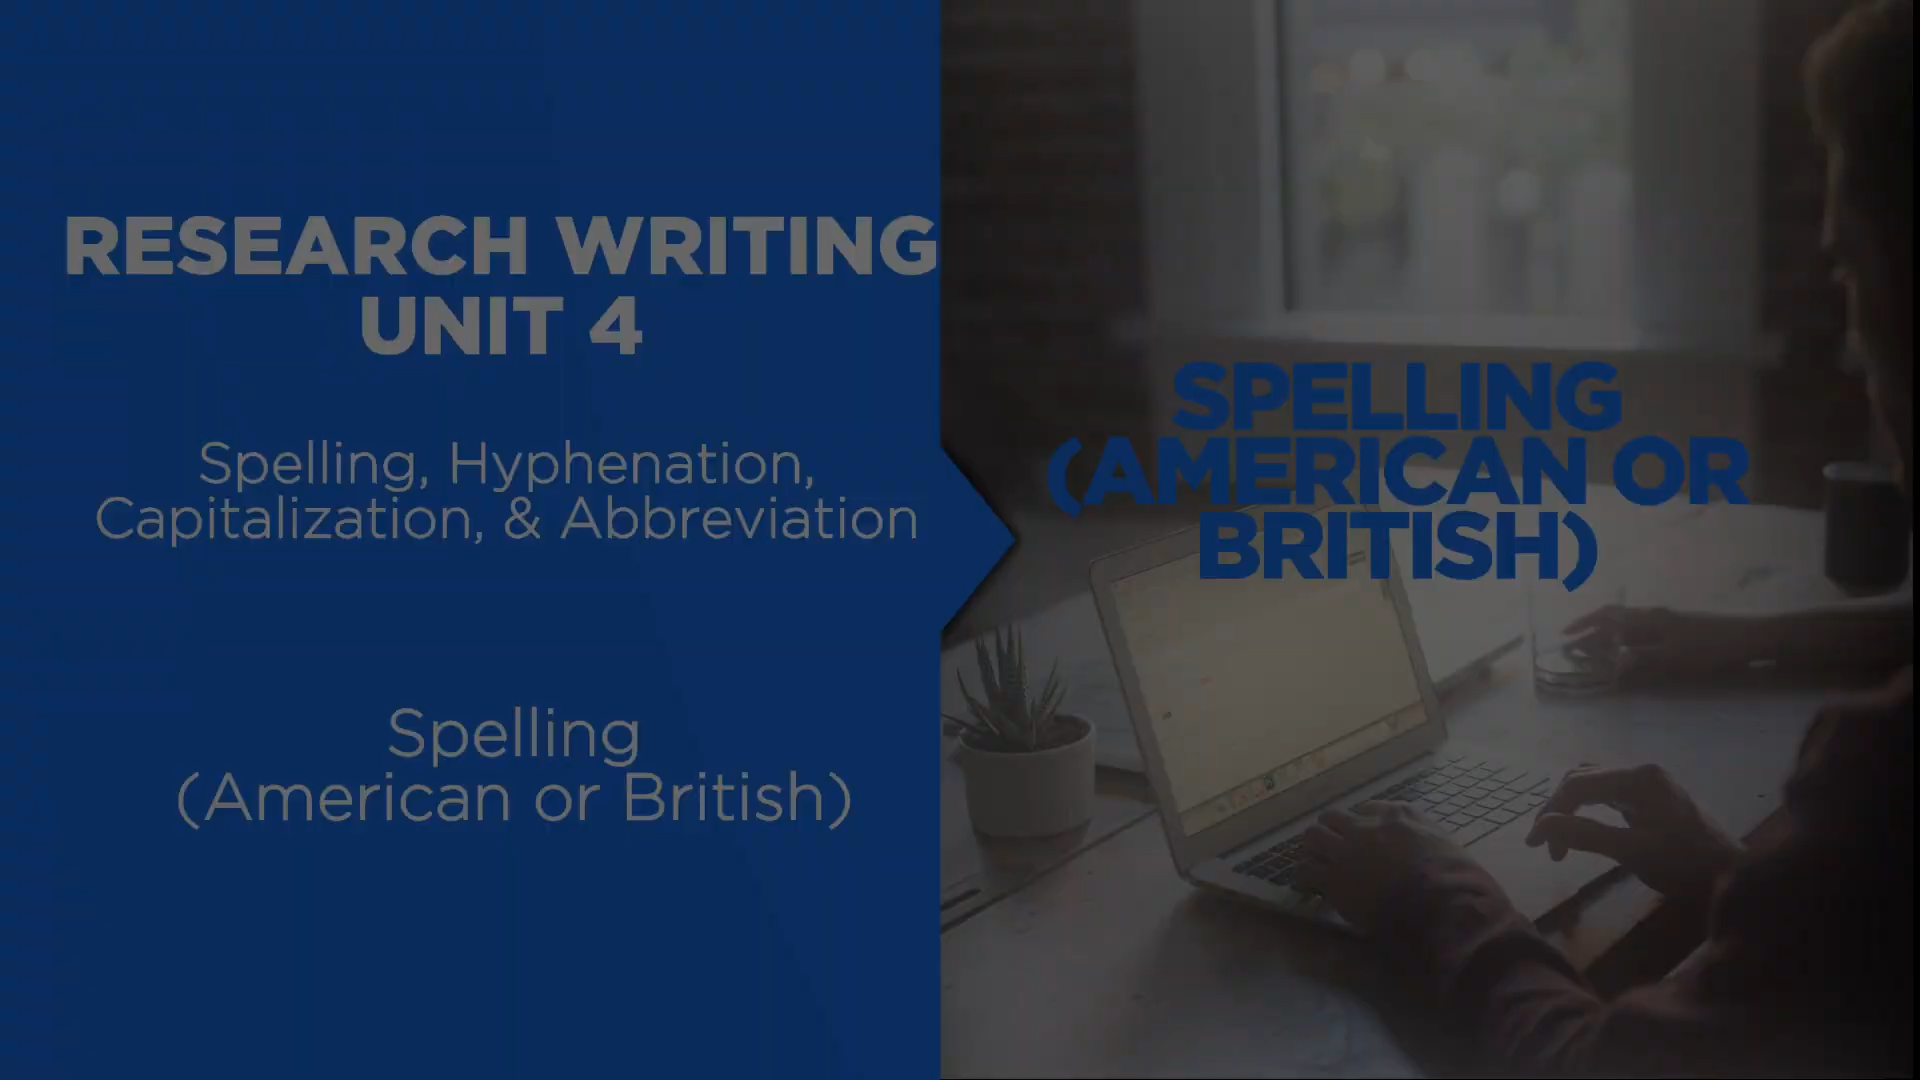 RESEARCH WRITING
UNIT 4
Spelling, Hyphenation,
Capitalization, & Abbreviation
Spelling
(American or British)
SPELLING
(AMERICAN OR
BRITISH)